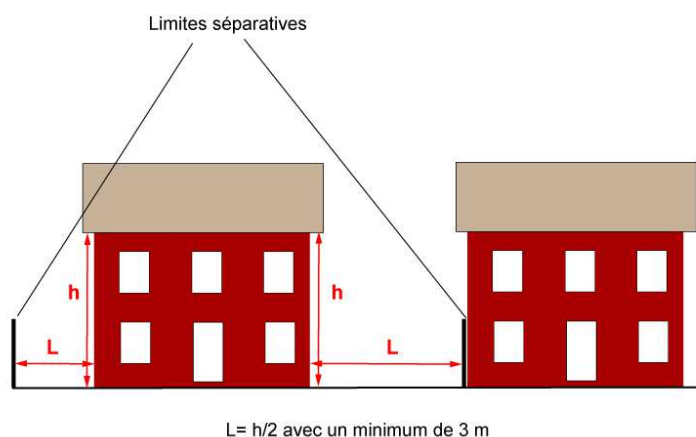 Limites séparatives
h
h
L
L
L= h/2 avec un minimum de 3 m